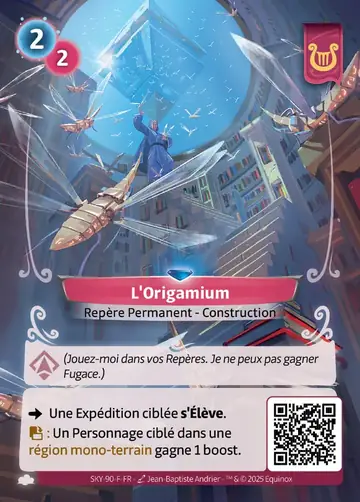 2
2
L'Origamium
Repère Permanent - Construction
(Jouez-moi dans vos Repères. Je ne peux pas gagner
Fugace.)
Une Expédition ciblée s'Élève.
: Un Personnage ciblé dans une
région mono-terrain gagne 1 boost.
SKY-90-F-FR - Jean-Baptiste Andrier - ™ & © 2025 Equinox